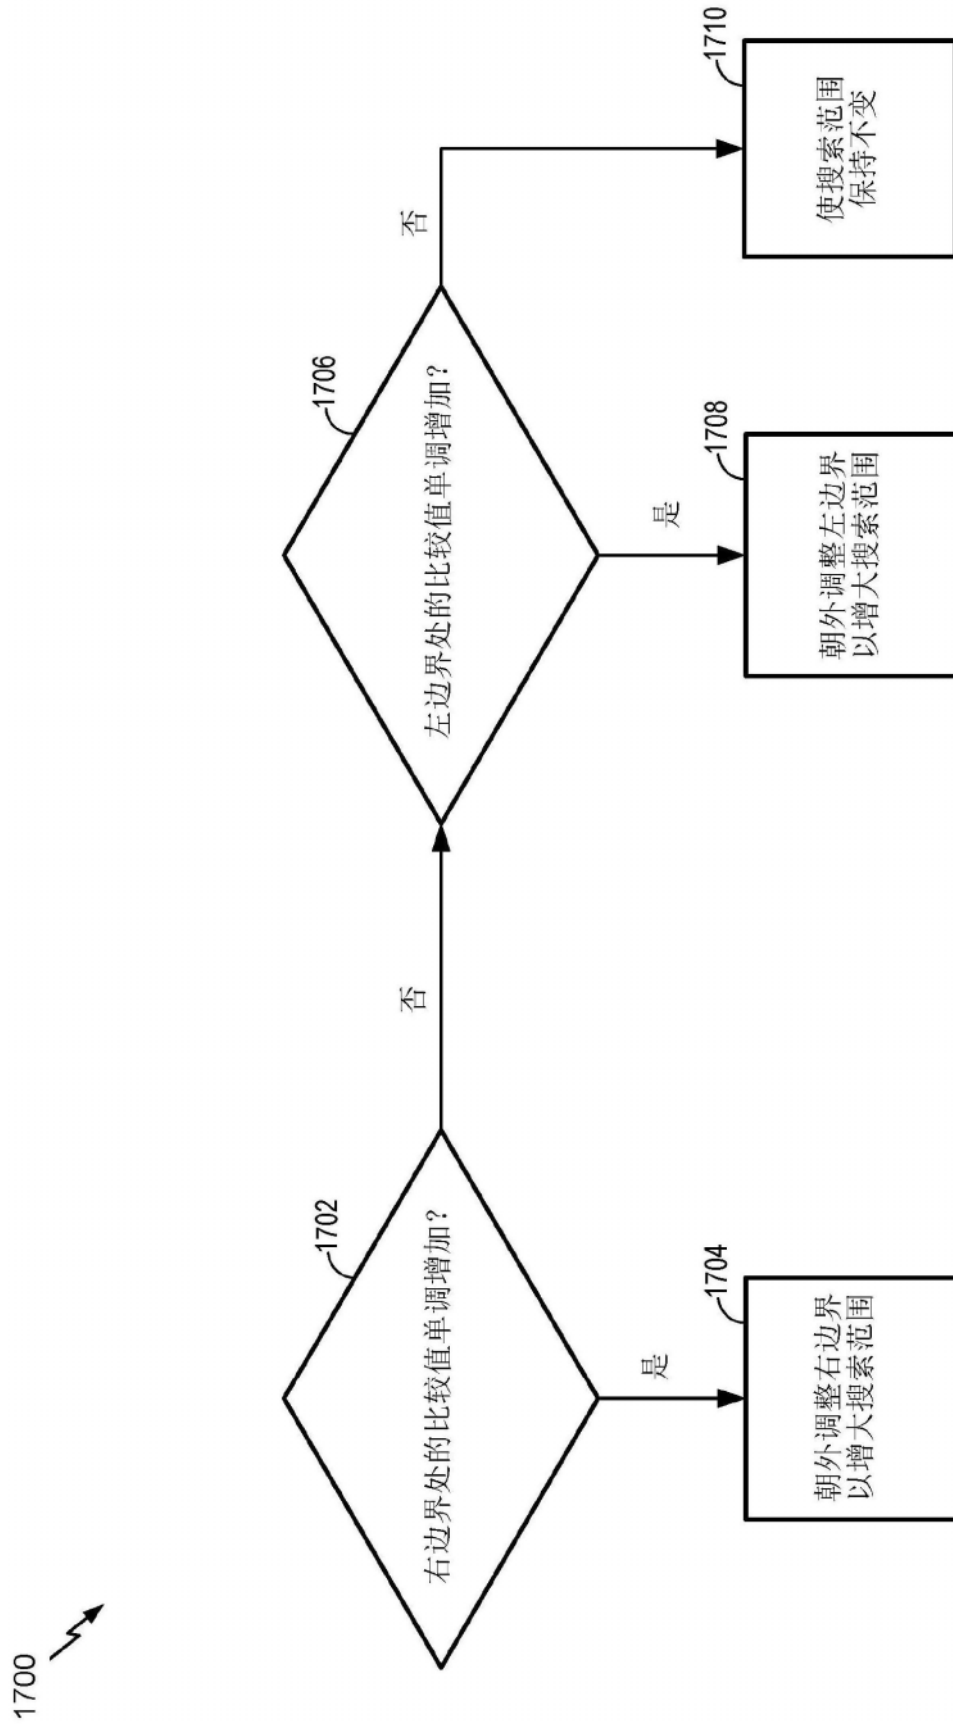 1700
1702
右边界处的比较值单调增加?
否
1706
左边界处的比较值单调增加?
否
是
1704
朝外调整右边界
以增大搜索范围
是
1708
朝外调整左边界
以增大搜索范围
1710
使搜索范围
保持不变